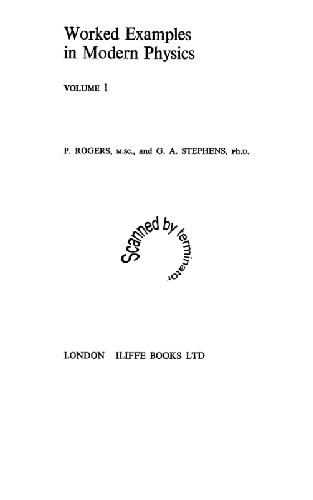 Worked Examples
in Modern Physics
VOLUME 1
P. ROGERS, M.SC., and G. A. STEPHENS, Ph.D.
Scanned by terminator
LONDON ILIFFE BOOKS LTD